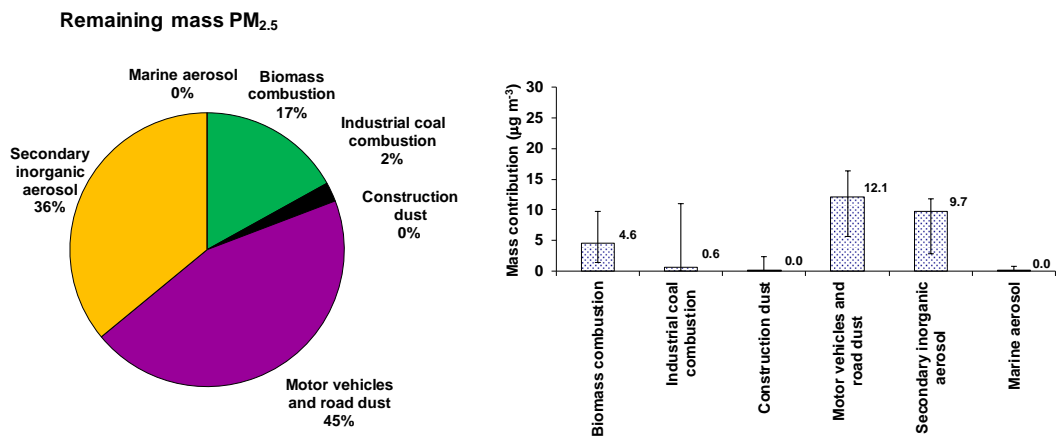 Remaining mass PM2.5
Marine aerosol
0%
Biomass
combustion
17%
Industrial coal
combustion
2%
Construction
dust
0%
Secondary
inorganic
aerosol
36%
Motor vehicles
and road dust
45%
Mass contribution (µg m-3)
30
25
20
15
10
5
0
4.6
0.6
0.0
12.1
9.7
0.0
Biomass combustion
Industrial coal
combustion
Construction dust
Motor vehicles and
road dust
Secondary inorganic
aerosol
Marine aerosol